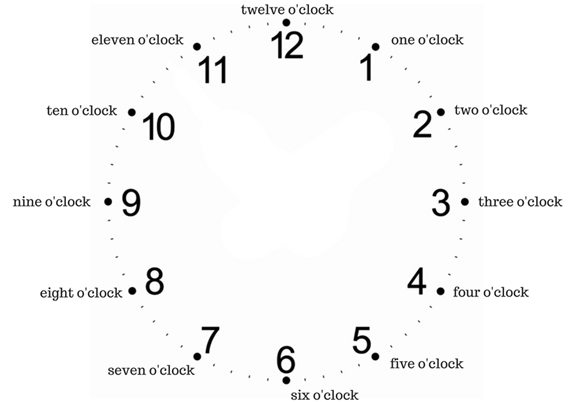 twelve o'clock
12
eleven o'clock
11
one o'clock
1
ten o'clock
10
two o'clock
2
nine o'clock
9
three o'clock
3
eight o'clock
8
four o'clock
4
seven o'clock
7
five o'clock
5
six o'clock
6